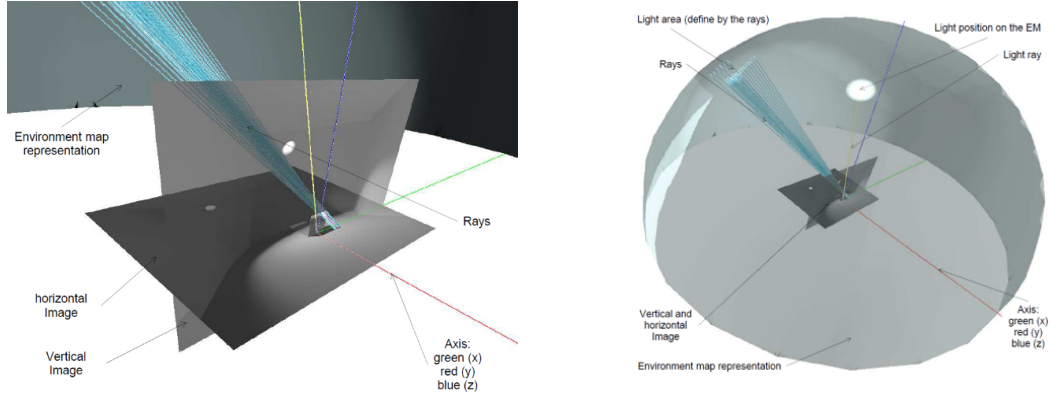 Environment map
representation
Rays
horizontal
Image
Vertical
Image
Axis:
green (x)
red (y)
blue (z)
Light area (define by the rays)
Light position on the EM
Rays
Light ray
Vertical and
horizontal
Image
Axis:
green (x)
red (y)
blue (z)
Environment map representation